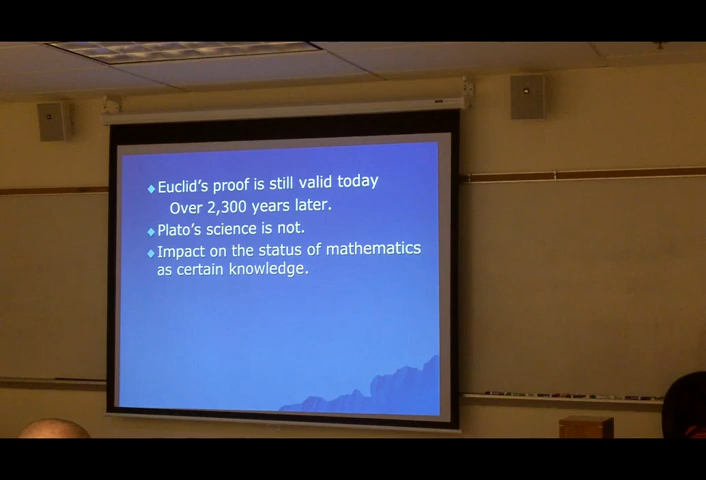 Euclid's proof is still valid today
Over 2,300 years later.
Plato's science is not.
Impact on the status of mathematics
as certain knowledge.